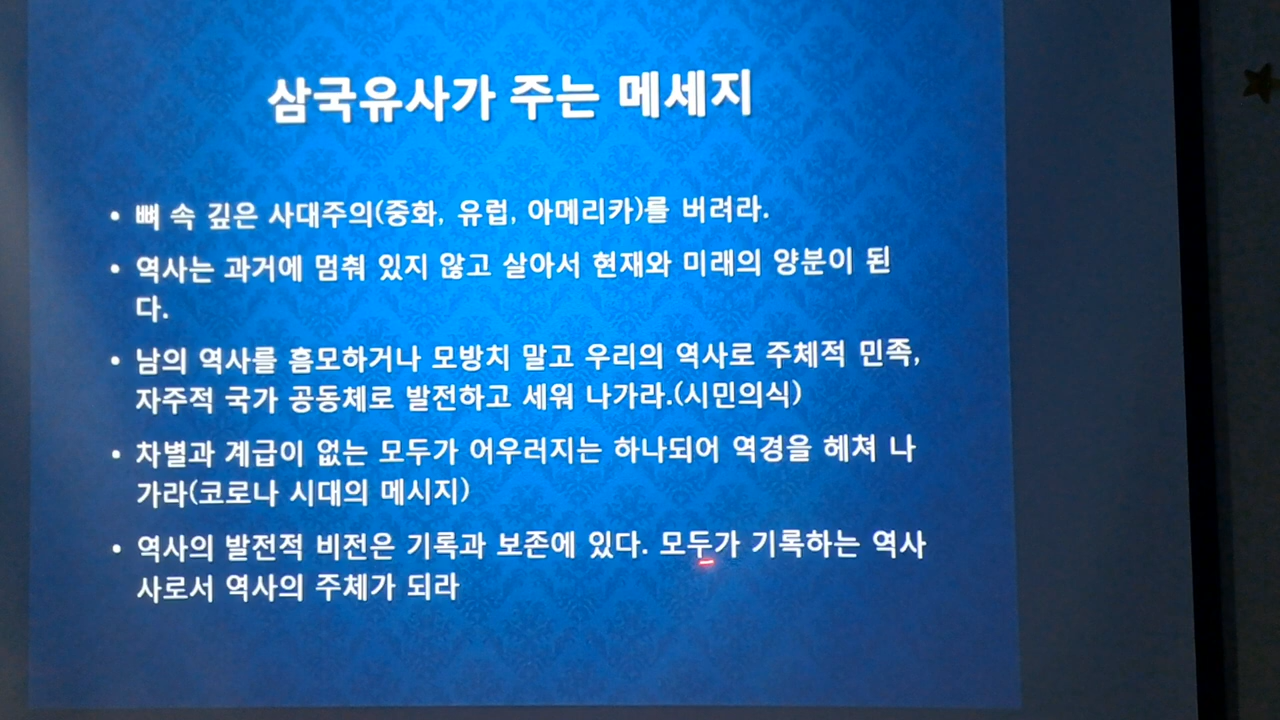 삼국유사가 주는 메세지
• 뼈 속 깊은 사대주의(중화, 유럽, 아메리카)를 버려라.
• 역사는 과거에 멈춰 있지 않고 살아서 현재와 미래의 양분이 된
다.
• 남의 역사를 흠모하거나 모방치 말고 우리의 역사로 주체적 민족,
자주적 국가 공동체로 발전하고 세워 나가라.(시민의식)
• 차별과 계급이 없는 모두가 어우러지는 하나되어 역경을 헤쳐 나
가라(코로나 시대의 메시지)
• 역사의 발전적 비전은 기록과 보존에 있다. 모두가 기록하는 역사
사로서 역사의 주체가 되라